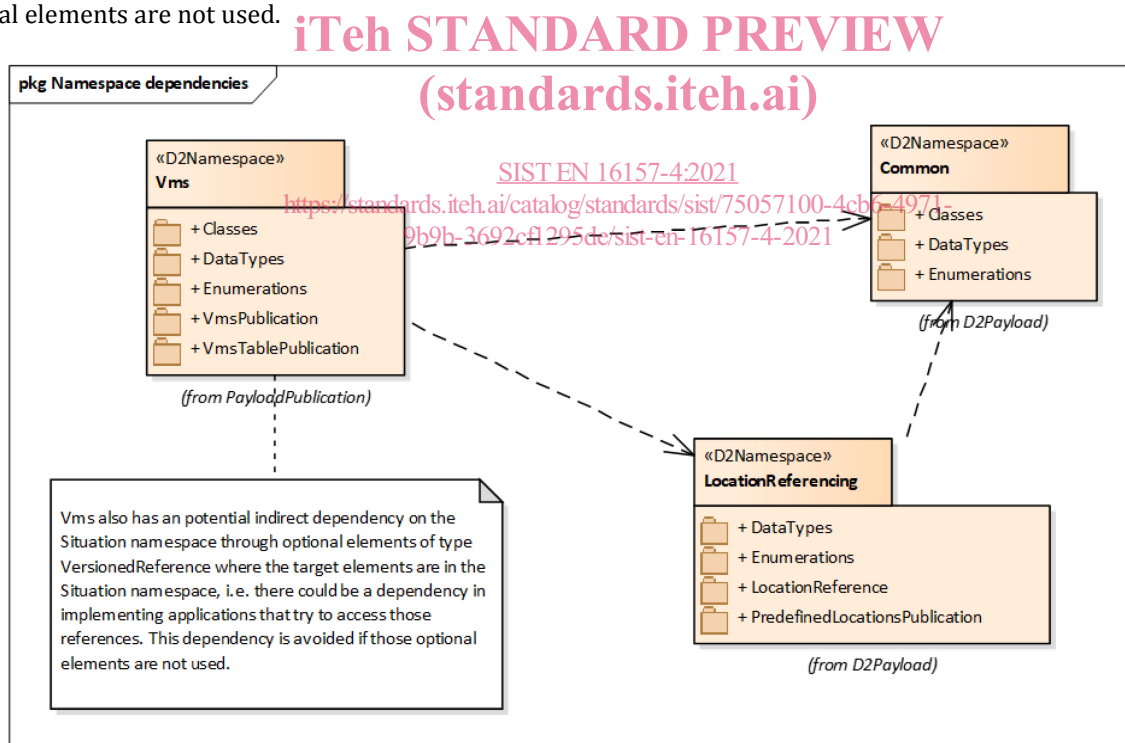 al elements are not used.
iTeh STANDARD PREVIEW
(standards.iteh.ai)
pkg Namespace dependencies
SIST EN 16157-4:2021
https://standards.iteh.ai/catalog/standards/sist/75057100-4cb6-4971-
9b9b-3692cf1295de/sist-en-16157-4-2021
«D2Namespace»
Vms
+ Classes
+ DataTypes
+ Enumerations
+ VmsPublication
+ VmsTablePublication
(from PayloadPublication)
«D2Namespace»
Common
+ Classes
+ DataTypes
+ Enumerations
(from D2Payload)
«D2Namespace»
LocationReferencing
+ DataTypes
+ Enumerations
+ LocationReference
+ PredefinedLocationsPublication
(from D2Payload)
Vms also has an potential indirect dependency on the
Situation namespace through optional elements of type
VersionedReference where the target elements are in the
Situation namespace, i.e. there could be a dependency in
implementing applications that try to access those
references. This dependency is avoided if those optional
elements are not used.